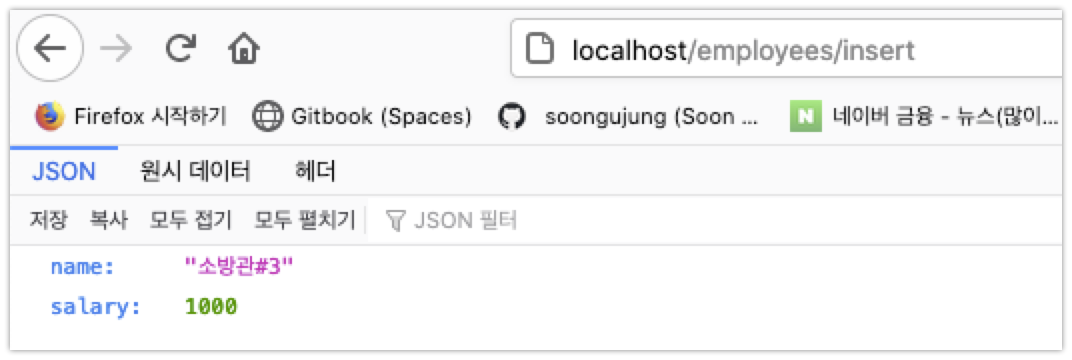 localhost/employees/insert
Firefox 시작하기 Gitbook (Spaces) soongujung (Soon ... N 네이버 금융 - 뉴스(많이...
JSON 원시 데이터 헤더
저장 복사 모두 접기 모두 펼치기 JSON 필터
name: "소방관#3"
salary: 1000